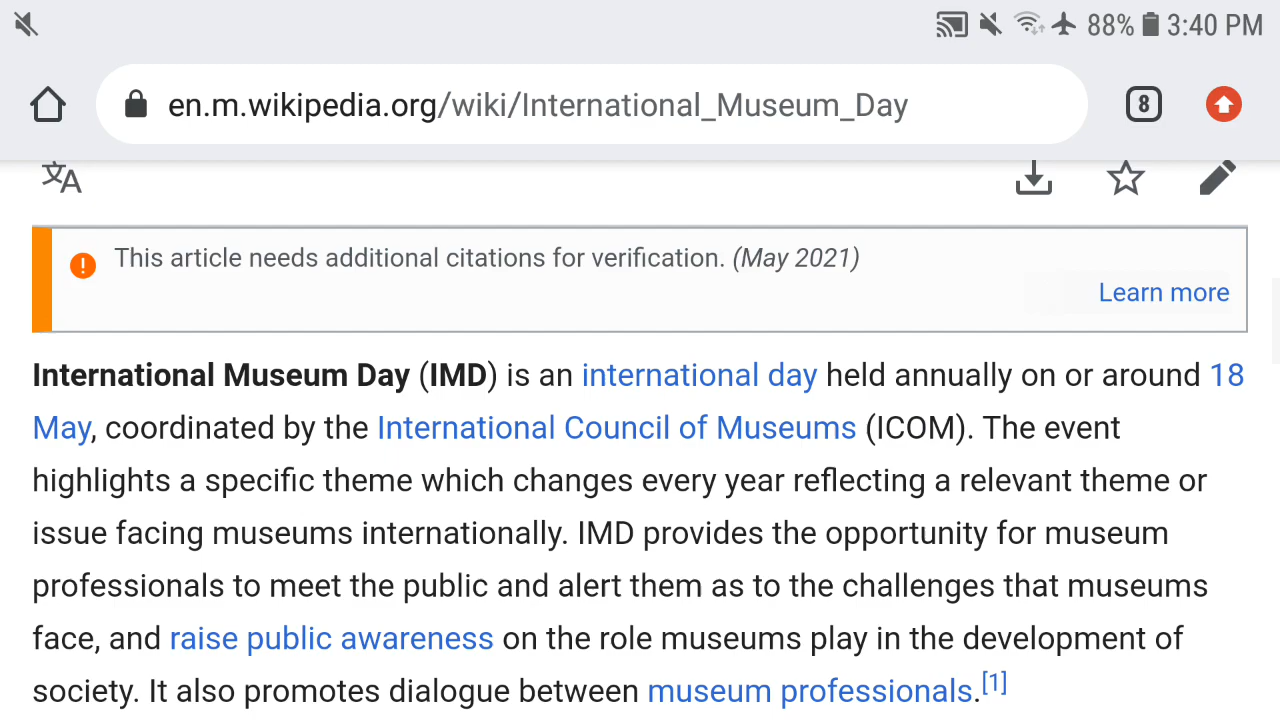 88% 3:40 PM
en.m.wikipedia.org/wiki/International_Museum_Day
8
文A
This article needs additional citations for verification. (May 2021)
Learn more
International Museum Day (IMD) is an international day held annually on or around 18
May, coordinated by the International Council of Museums (ICOM). The event
highlights a specific theme which changes every year reflecting a relevant theme or
issue facing museums internationally. IMD provides the opportunity for museum
professionals to meet the public and alert them as to the challenges that museums
face, and raise public awareness on the role museums play in the development of
society. It also promotes dialogue between museum professionals.[1]